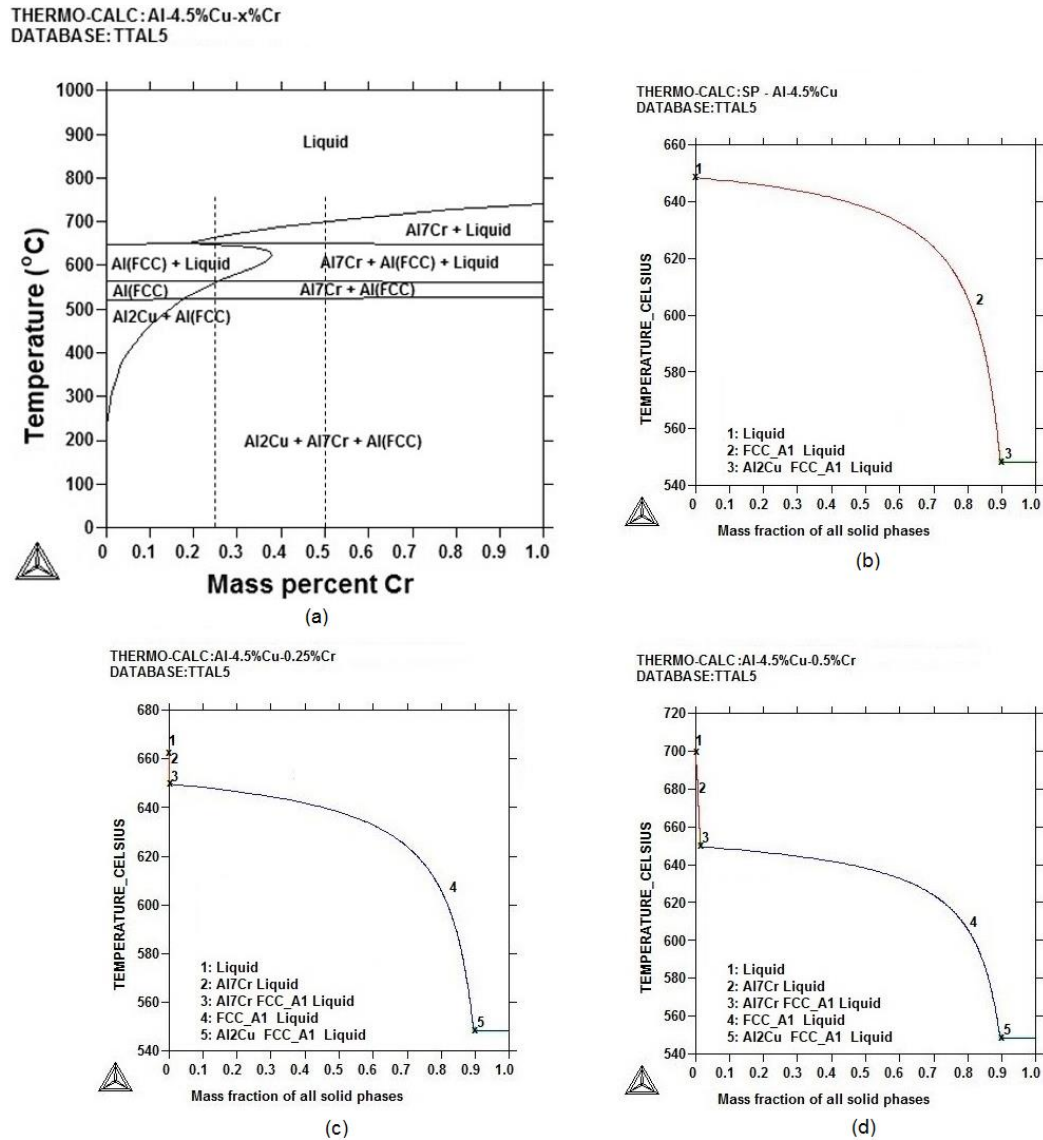 THERMO-CALC:Al-4.5%Cu-x%Cr
DATABASE:TTAL5
Temperature (°C)
1000
900
800
700
600
500
400
300
200
100
0
Liquid
Al7Cr + Liquid
Al(FCC) + Liquid
Al7Cr + Al(FCC) + Liquid
Al(FCC)
Al7Cr + Al(FCC)
Al2Cu + Al(FCC)
Al2Cu + Al7Cr + Al(FCC)
0 0.1 0.2 0.3 0.4 0.5 0.6 0.7 0.8 0.9 1.0
Mass percent Cr
(a)
THERMO-CALC:SP - Al-4.5%Cu
DATABASE:TTAL5
TEMPERATURE_CELSIUS
660
640
620
600
580
560
540
1
2
3
1: Liquid
2: FCC_A1 Liquid
3: Al2Cu FCC_A1 Liquid
0 0.1 0.2 0.3 0.4 0.5 0.6 0.7 0.8 0.9 1.0
Mass fraction of all solid phases
(b)
THERMO-CALC:Al-4.5%Cu-0.25%Cr
DATABASE:TTAL5
TEMPERATURE_CELSIUS
680
660
640
620
600
580
560
540
1
2
3
4
5
1: Liquid
2: Al7Cr Liquid
3: Al7Cr FCC_A1 Liquid
4: FCC_A1 Liquid
5: Al2Cu FCC_A1 Liquid
0 0.1 0.2 0.3 0.4 0.5 0.6 0.7 0.8 0.9 1.0
Mass fraction of all solid phases
(c)
THERMO-CALC:Al-4.5%Cu-0.5%Cr
DATABASE:TTAL5
TEMPERATURE_CELSIUS
720
700
680
660
640
620
600
580
560
540
1
2
3
4
5
1: Liquid
2: Al7Cr Liquid
3: Al7Cr FCC_A1 Liquid
4: FCC_A1 Liquid
5: Al2Cu FCC_A1 Liquid
0 0.1 0.2 0.3 0.4 0.5 0.6 0.7 0.8 0.9 1.0
Mass fraction of all solid phases
(d)